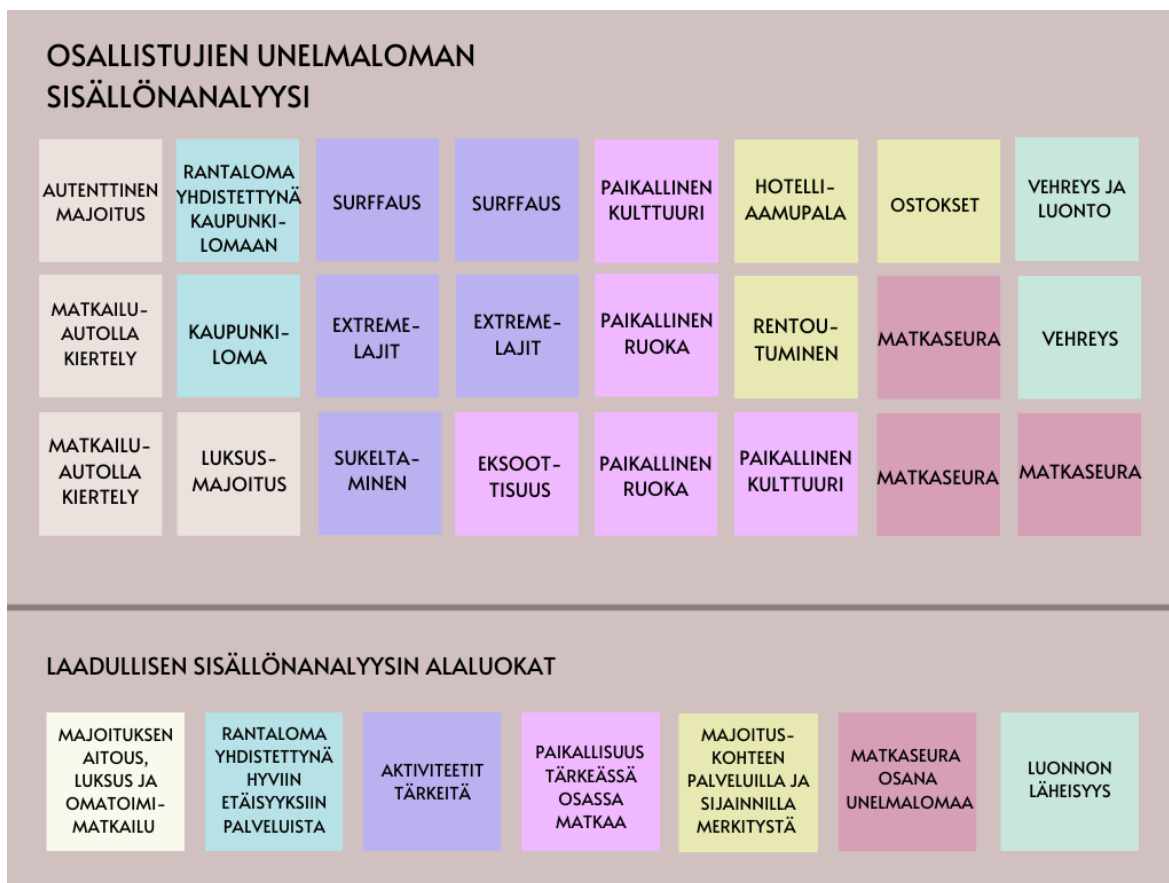 OSALLISTUJIEN UNELMALOMAN
SISÄLLÖNANALYYSI
AUTENTTINEN
MAJOITUS
RANTALOMA
YHDISTETTYNÄ
KAUPUNKI-
LOMAAN
SURFFAUS
SURFFAUS
PAIKALLINEN
KULTTUURI
HOTELLI-
AAMUPALA
OSTOKSET
VEHREYS JA
LUONTO
MATKAILU-
AUTOLLA
KIERTELY
KAUPUNKI-
LOMA
EXTREME-
LAJIT
EXTREME-
LAJIT
PAIKALLINEN
RUOKA
RENTOU-
TUMINEN
MATKASEURA
VEHREYS
MATKAILU-
AUTOLLA
KIERTELY
LUKSUS-
MAJOITUS
SUKELTA-
MINEN
EKSOOT-
TISUUS
PAIKALLINEN
RUOKA
PAIKALLINEN
KULTTUURI
MATKASEURA
MATKASEURA
LAADULLISEN SISÄLLÖNANALYYSIN ALALUOKAT
MAJOITUKSEN
AITOUS,
LUKSUS JA
OMATOIMI-
MATKAILU
RANTALOMA
YHDISTETTYNÄ
HYVIIN
ETÄISYYKSIIN
PALVELUISTA
AKTIVITEETIT
TÄRKEITÄ
PAIKALLISUUS
TÄRKEÄSSÄ
OSASSA
MATKAA
MAJOITUS-
KOHTEEN
PALVELUILLA JA
SIJAINNILLA
MERKITYSTÄ
MATKASEURA
OSANA
UNELMALOMAA
LUONNON
LÄHEISYYS